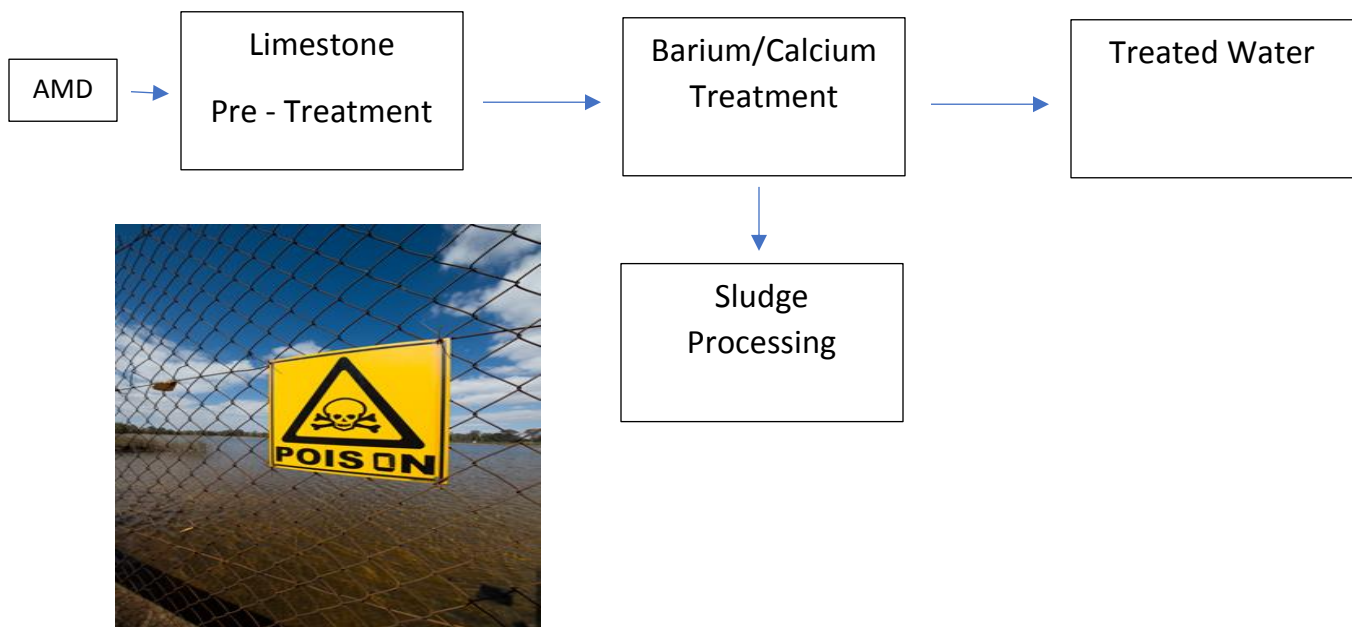 AMD
Limestone
Pre - Treatment
Barium/Calcium
Treatment
Treated Water
Sludge
Processing
POISON